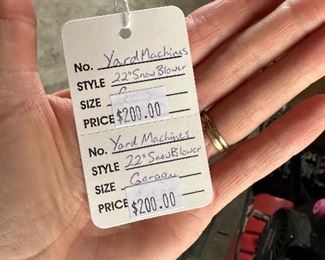 No. Yard Machines
STYLE 22" Snow Blower
SIZE
PRICE $200.00
No. Yard Machines
STYLE 22" Snow Blower
SIZE Garage
PRICE $200.00